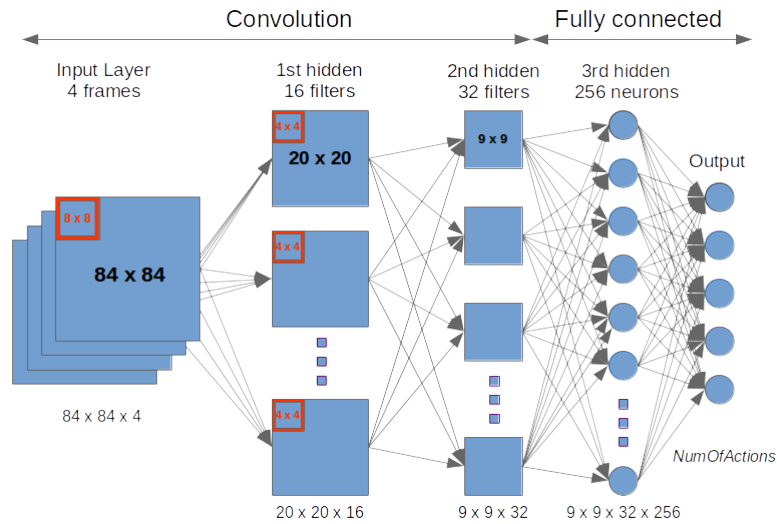 Convolution
Fully connected
Input Layer
4 frames
1st hidden
16 filters
2nd hidden
32 filters
3rd hidden
256 neurons
Output
8 x 8
84 x 84
4 x 4
20 x 20
4 x 4
4 x 4
9 x 9
84 x 84 x 4
20 x 20 x 16
9 x 9 x 32
9 x 9 x 32 x 256
NumOfActions